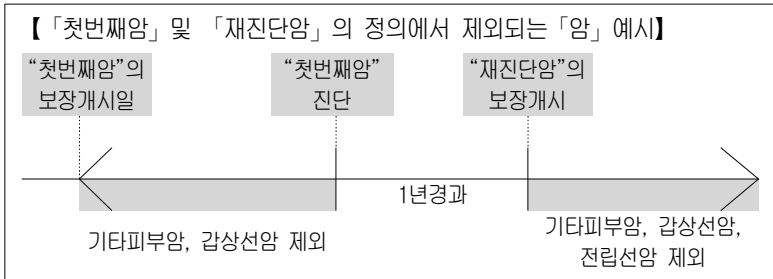 【「첫번째암」및 「재진단암」의 정의에서 제외되는「암」예시】
“첫번째암”의
보장개시일
“첫번째암”
진단
“재진단암”의
보장개시
1년경과
기타피부암, 갑상선암 제외
기타피부암, 갑상선암,
전립선암 제외